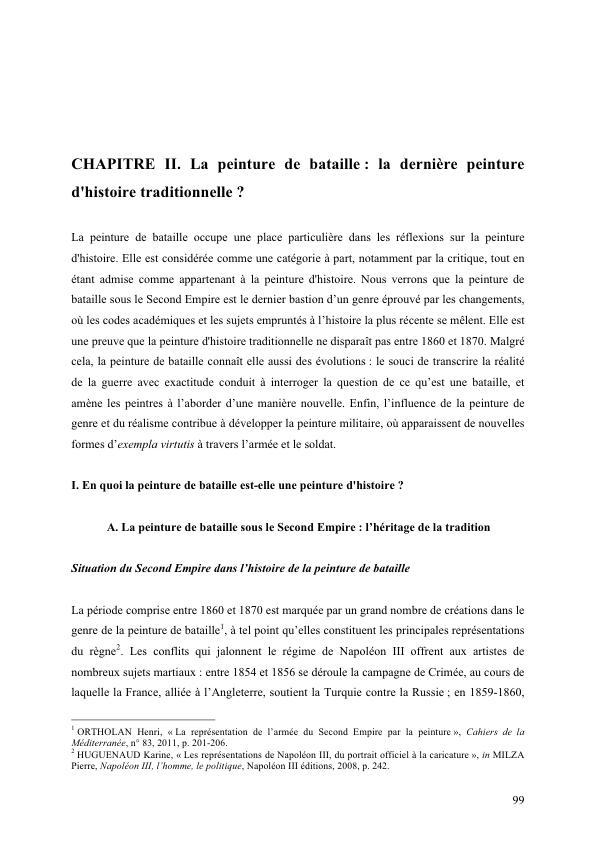 CHAPITRE II. La peinture de bataille : la dernière peinture
d'histoire traditionnelle ?
La peinture de bataille occupe une place particulière dans les réflexions sur la peinture
d'histoire. Elle est considérée comme une catégorie à part, notamment par la critique, tout en
étant admise comme appartenant à la peinture d'histoire. Nous verrons que la peinture de
bataille sous le Second Empire est le dernier bastion d’un genre éprouvé par les changements,
où les codes académiques et les sujets empruntés à l’histoire la plus récente se mêlent. Elle est
une preuve que la peinture d'histoire traditionnelle ne disparaît pas entre 1860 et 1870. Malgré
cela, la peinture de bataille connaît elle aussi des évolutions : le souci de transcrire la réalité
de la guerre avec exactitude conduit à interroger la question de ce qu’est une bataille, et
amène les peintres à l’aborder d’une manière nouvelle. Enfin, l’influence de la peinture de
genre et du réalisme contribue à développer la peinture militaire, où apparaissent de nouvelles
formes d’exempla virtutis à travers l’armée et le soldat.
I. En quoi la peinture de bataille est-elle une peinture d'histoire ?
A. La peinture de bataille sous le Second Empire : l’héritage de la tradition
Situation du Second Empire dans l’histoire de la peinture de bataille
La période comprise entre 1860 et 1870 est marquée par un grand nombre de créations dans le
genre de la peinture de bataille1, à tel point qu’elles constituent les principales représentations
du règne2. Les conflits qui jalonnent le régime de Napoléon III offrent aux artistes de
nombreux sujets martiaux : entre 1854 et 1856 se déroule la campagne de Crimée, au cours de
laquelle la France, alliée à l’Angleterre, soutient la Turquie contre la Russie ; en 1859-1860,
1 ORTHOLAN Henri, « La représentation de l’armée du Second Empire par la peinture », Cahiers de la
Méditerranée, n° 83, 2011, p. 201-206.
2 HUGUENAUD Karine, « Les représentations de Napoléon III, du portrait officiel à la caricature », in MILZA
Pierre, Napoléon III, l’homme, le politique, Napoléon III éditions, 2008, p. 242.
99